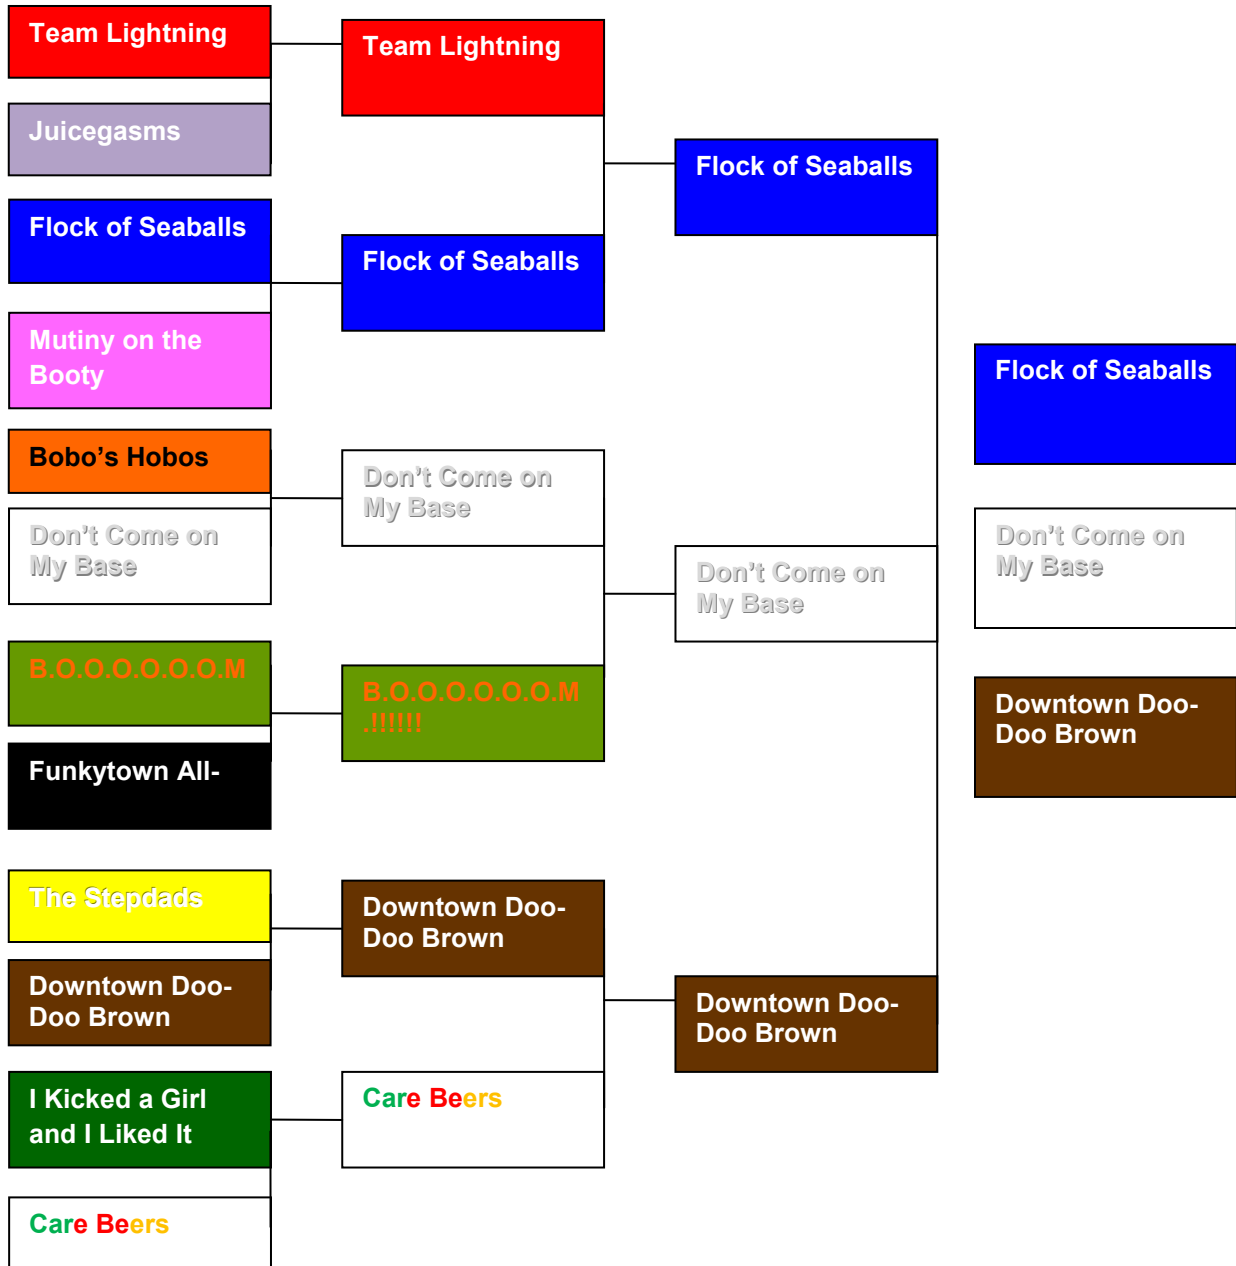 Team Lightning
Juicegasms
Flock of Seaballs
Mutiny on the
Booty
Bobo’s Hobos
Don’t Come on
My Base
B.O.O.O.O.O.O.M
Funkytown All-
The Stepdads
Downtown Doo-
Doo Brown
I Kicked a Girl
and I Liked It
Care Beers
Team Lightning
Flock of Seaballs
Don’t Come on
My Base
B.O.O.O.O.O.O.M
.!!!!!!
Downtown Doo-
Doo Brown
Care Beers
Flock of Seaballs
Don’t Come on
My Base
Downtown Doo-
Doo Brown
Flock of Seaballs
Don’t Come on
My Base
Downtown Doo-
Doo Brown